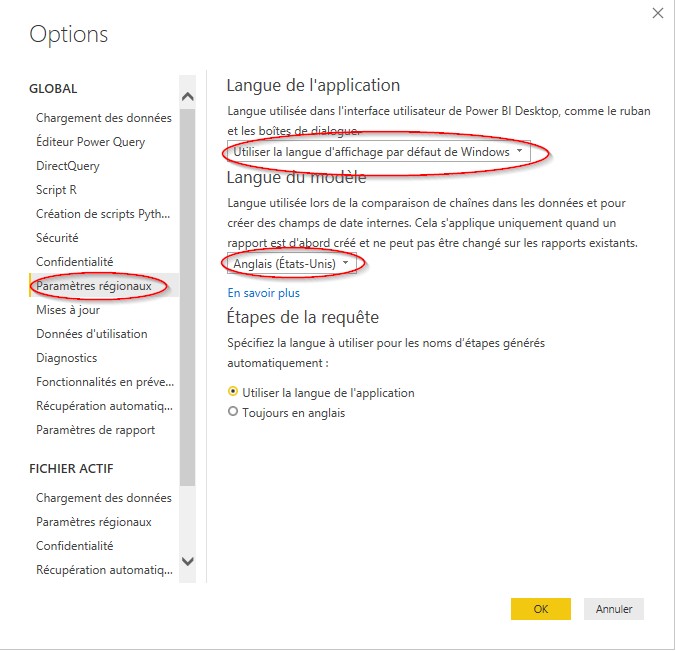 Options
GLOBAL
Chargement des données
Éditeur Power Query
DirectQuery
Script R
Création de scripts Pyth...
Sécurité
Confidentialité
Paramètres régionaux
Mises à jour
Données d'utilisation
Diagnostics
Fonctionnalités en préve...
Récupération automatiq...
Paramètres de rapport
FICHIER ACTIF
Chargement des données
Paramètres régionaux
Confidentialité
Récupération automatiq...
Langue de l'application
Langue utilisée dans l'interface utilisateur de Power BI Desktop, comme le ruban
et les boîtes de dialogue.
Utiliser la langue d'affichage par défaut de Windows
Langue du modèle
Langue utilisée lors de la comparaison de chaînes dans les données et pour
créer des champs de date internes. Cela s'applique uniquement quand un
rapport est d'abord créé et ne peut pas être changé sur les rapports existants.
Anglais (États-Unis)
En savoir plus
Étapes de la requête
Spécifiez la langue à utiliser pour les noms d'étapes générés
automatiquement :
Utiliser la langue de l'application
Toujours en anglais
OK
Annuler